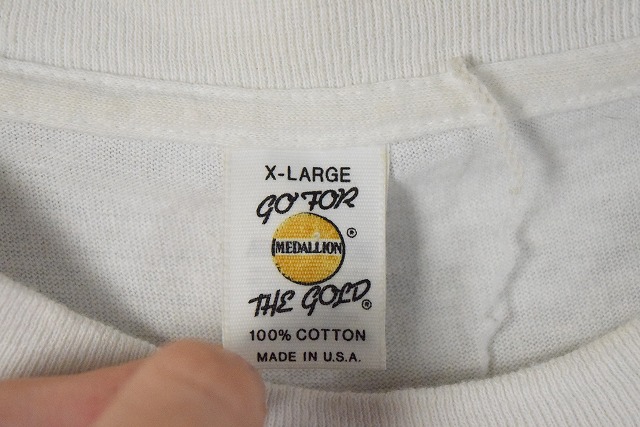 X-LARGE
GO FOR
MEDALLION ®
THE GOLD ®
100% COTTON
MADE IN U.S.A.